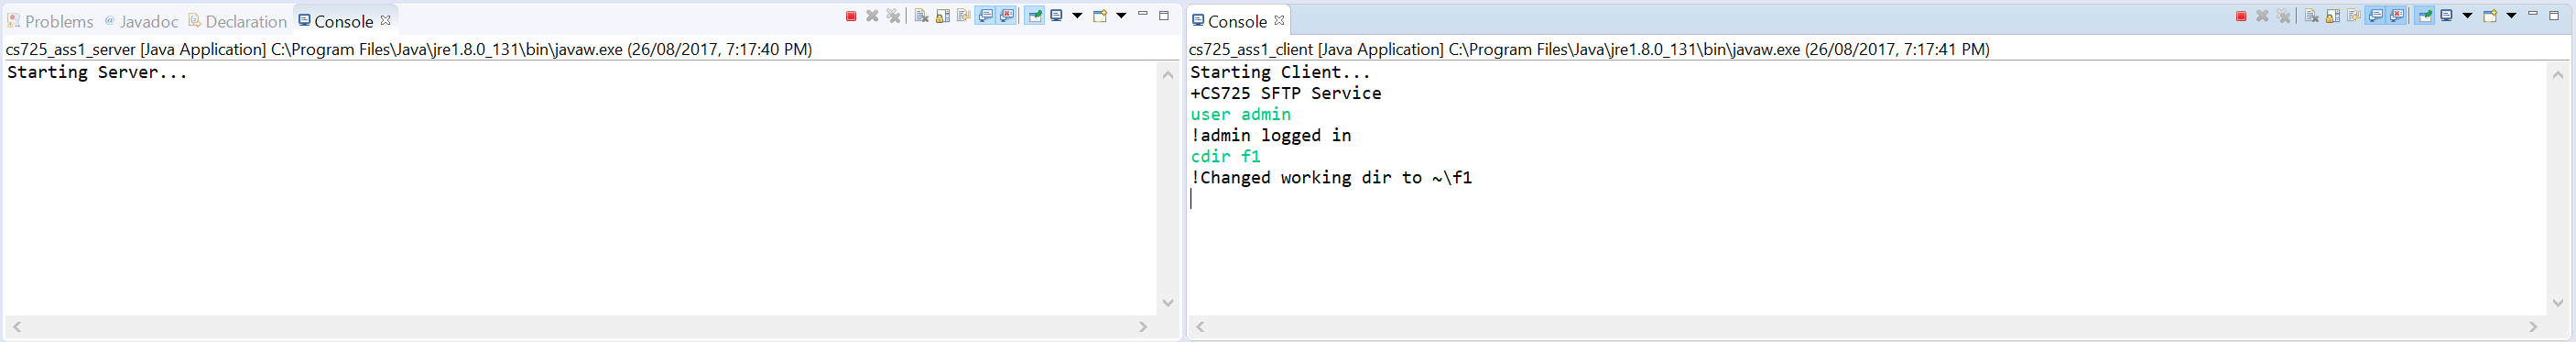 Problems @ Javadoc Declaration Console
cs725_ass1_server [Java Application] C:\Program Files\Java\jre1.8.0_131\bin\javaw.exe (26/08/2017, 7:17:40 PM)
Starting Server...
Console
cs725_ass1_client [Java Application] C:\Program Files\Java\jre1.8.0_131\bin\javaw.exe (26/08/2017, 7:17:41 PM)
Starting Client...
+CS725 SFTP Service
user admin
!admin logged in
cdir f1
!Changed working dir to ~\f1